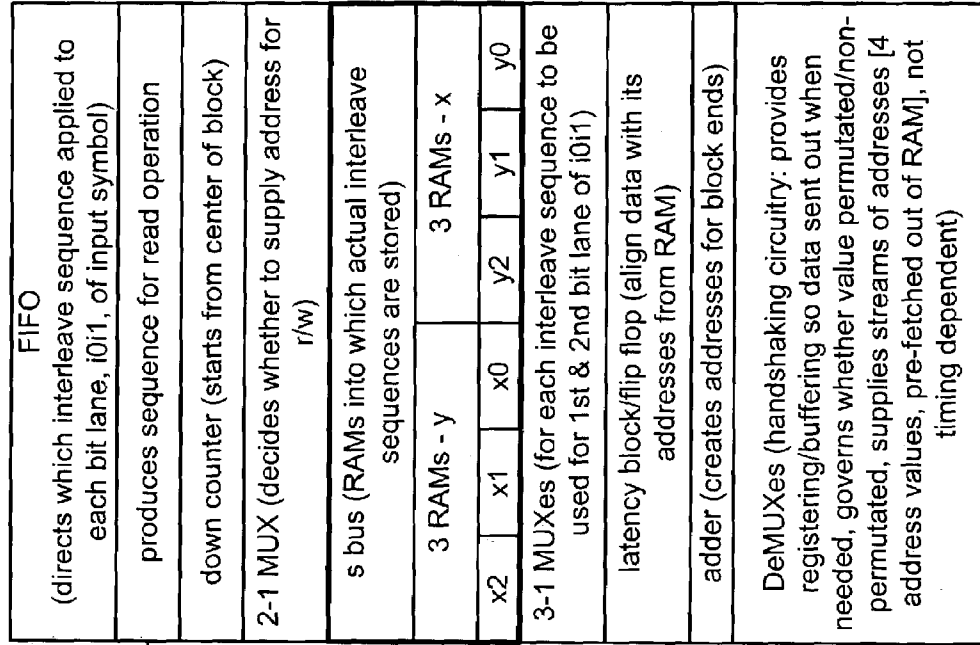 FIFO
(directs which interleave sequence applied to
each bit lane, i0i1, of input symbol)
produces sequence for read operation
down counter (starts from center of block)
2-1 MUX (decides whether to supply address for
r/w)
s bus (RAMs into which actual interleave
sequences are stored)
3 RAMs - y 3 RAMs - x
x2 x1 x0 y2 y1 y0
3-1 MUXes (for each interleave sequence to be
used for 1st & 2nd bit lane of i0i1)
latency block/flip flop (align data with its
addresses from RAM)
adder (creates addresses for block ends)
DeMUXes (handshaking circuitry: provides
registering/buffering so data sent out when
needed, governs whether value permutated/non-
permutated, supplies streams of addresses [4
address values, pre-fetched out of RAM], not
timing dependent)